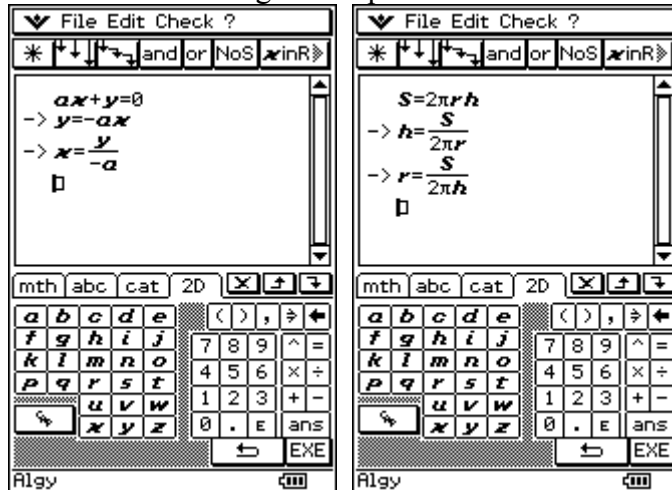 File Edit Check ?
and or NoS xinR
ax+y=0
-> y=-ax
-> x=y/-a
mth abc cat 2D
a b c d e ( ) ,
f g h i j 7 8 9 ^ =
k l m n o 4 5 6 × ÷
p q r s t 1 2 3 + -
u v w 0 . E ans
x y z EXE
Algy
File Edit Check ?
and or NoS xinR
S=2πrh
-> h=S/2πr
-> r=S/2πh
mth abc cat 2D
a b c d e ( ) ,
f g h i j 7 8 9 ^ =
k l m n o 4 5 6 × ÷
p q r s t 1 2 3 + -
u v w 0 . E ans
x y z EXE
Algy